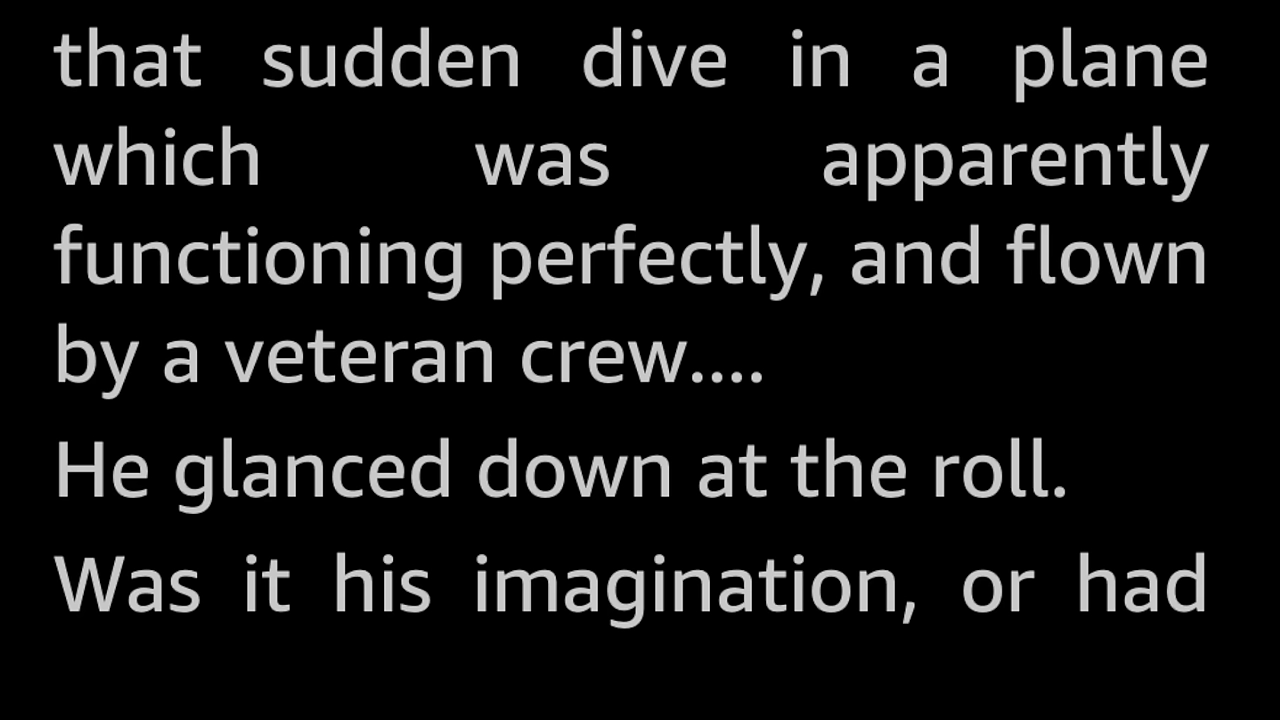 that sudden dive in a plane
which was apparently
functioning perfectly, and flown
by a veteran crew....
He glanced down at the roll.
Was it his imagination, or had